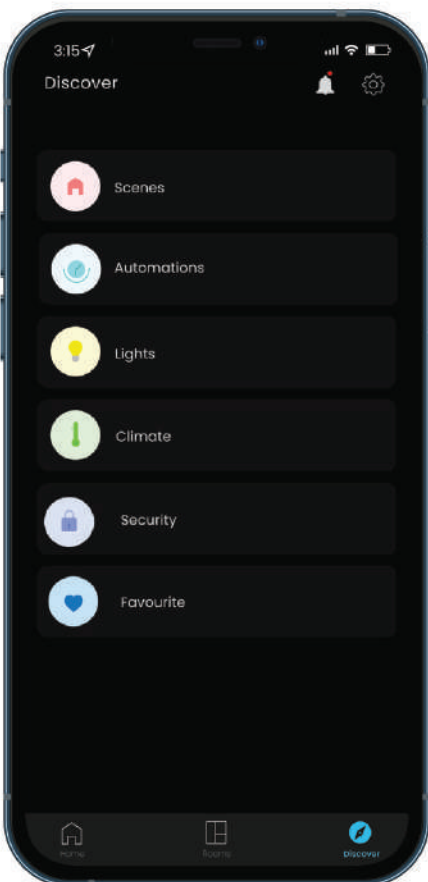 3:15
Discover
Scenes
Automations
Lights
Climate
Security
Favourite
Home Rooms Discover